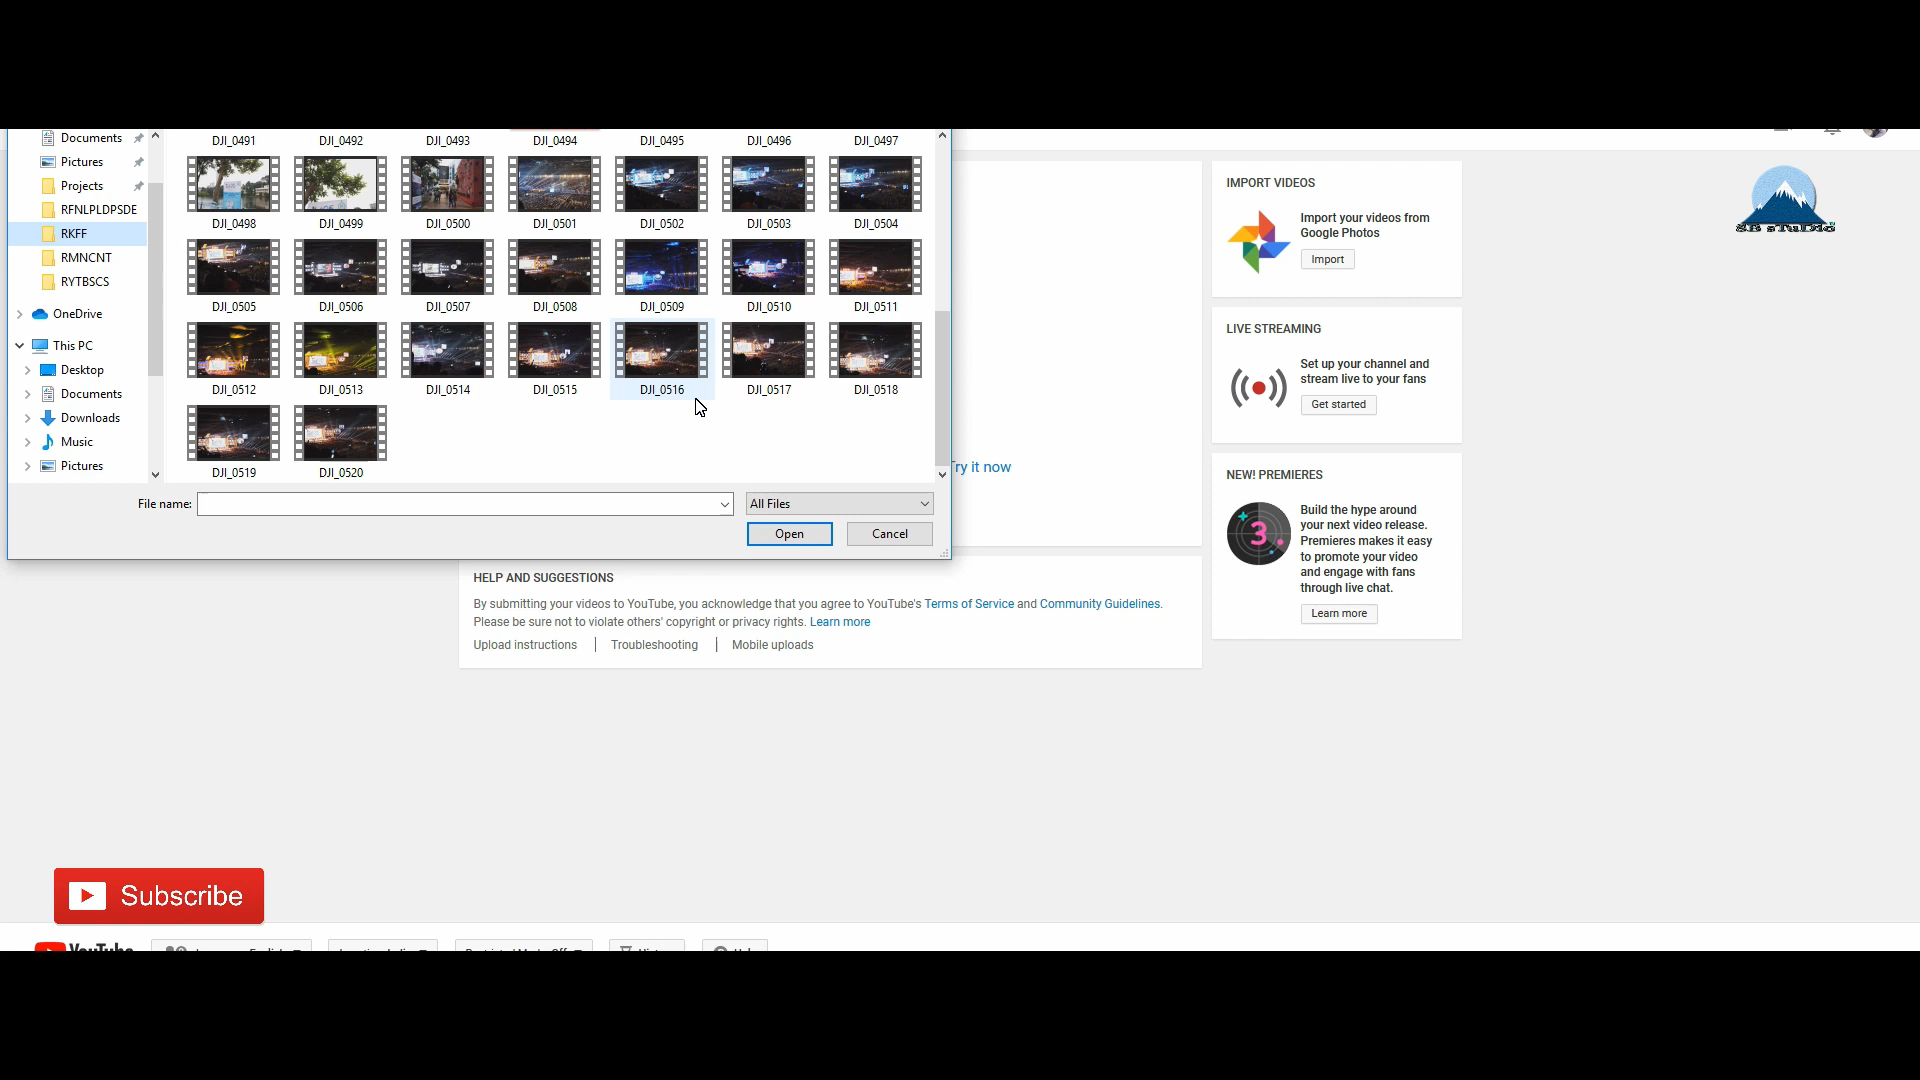 Documents
Pictures
Projects
RFNLPLDPSDE
RKFF
RMNCNT
RYTBSCS
OneDrive
This PC
Desktop
Documents
Downloads
Music
Pictures
DJI_0491 DJI_0492 DJI_0493 DJI_0494 DJI_0495 DJI_0496 DJI_0497
DJI_0498 DJI_0499 DJI_0500 DJI_0501 DJI_0502 DJI_0503 DJI_0504
DJI_0505 DJI_0506 DJI_0507 DJI_0508 DJI_0509 DJI_0510 DJI_0511
DJI_0512 DJI_0513 DJI_0514 DJI_0515 DJI_0516 DJI_0517 DJI_0518
DJI_0519 DJI_0520
File name:
All Files
Open Cancel
Try it now
IMPORT VIDEOS
Import your videos from
Google Photos
Import
LIVE STREAMING
Set up your channel and
stream live to your fans
Get started
NEW! PREMIERES
3
Build the hype around
your next video release.
Premieres makes it easy
to promote your video
and engage with fans
through live chat.
Learn more
SB sTuDio
HELP AND SUGGESTIONS
By submitting your videos to YouTube, you acknowledge that you agree to YouTube's Terms of Service and Community Guidelines.
Please be sure not to violate others' copyright or privacy rights. Learn more
Upload instructions Troubleshooting Mobile uploads
Subscribe
YouTube